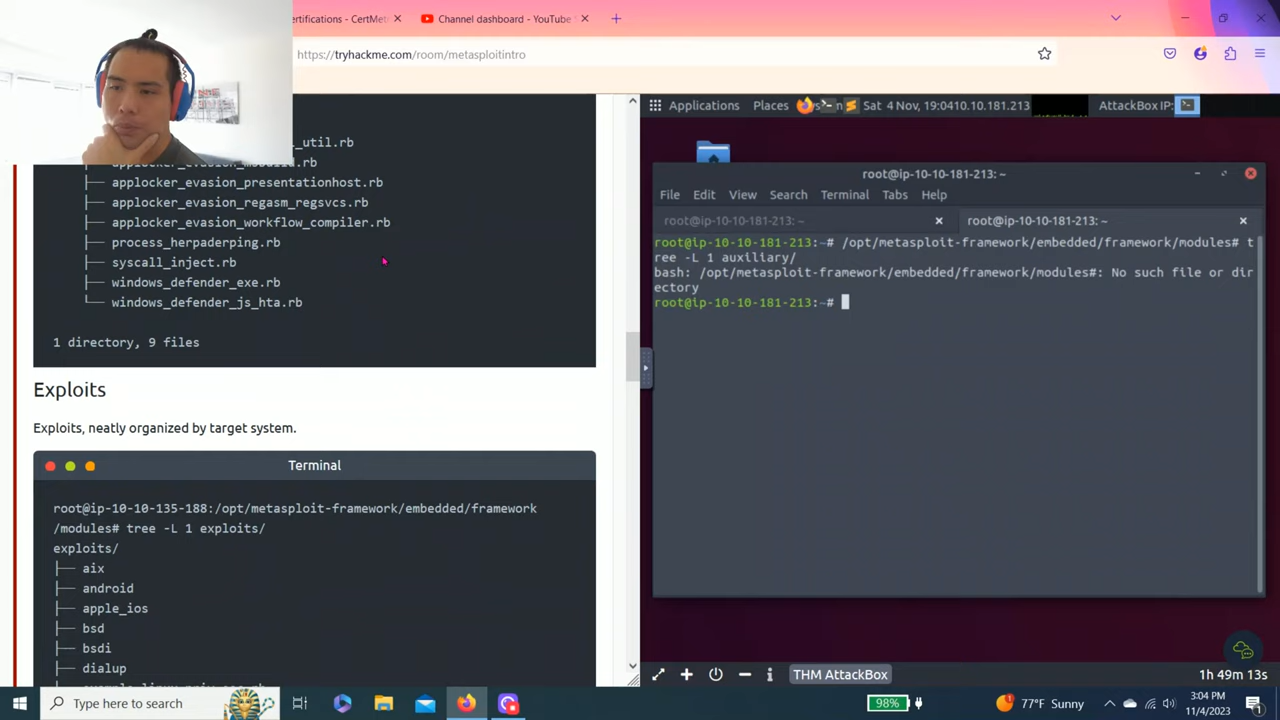 ertifications - CertMet
Channel dashboard - YouTube
https://tryhackme.com/room/metasploitintro
Applications Places
Sat 4 Nov, 19:04
10.10.181.213
AttackBox IP:
_util.rb
├── applocker_evasion_presentationhost.rb
├── applocker_evasion_regasm_regsvcs.rb
├── applocker_evasion_workflow_compiler.rb
├── process_herpaderping.rb
├── syscall_inject.rb
├── windows_defender_exe.rb
└── windows_defender_js_hta.rb
1 directory, 9 files
Exploits
Exploits, neatly organized by target system.
Terminal
root@ip-10-10-135-188:/opt/metasploit-framework/embedded/framework
/modules# tree -L 1 exploits/
exploits/
├── aix
├── android
├── apple_ios
├── bsd
├── bsdi
├── dialup
root@ip-10-10-181-213: ~
File Edit View Search Terminal Tabs Help
root@ip-10-10-181-213: ~
root@ip-10-10-181-213: ~
root@ip-10-10-181-213:~# /opt/metasploit-framework/embedded/framework/modules# t
ree -L 1 auxiliary/
bash: /opt/metasploit-framework/embedded/framework/modules#: No such file or dir
ectory
root@ip-10-10-181-213:~#
THM AttackBox
1h 49m 13s
Type here to search
98%
77°F Sunny
3:04 PM
11/4/2023